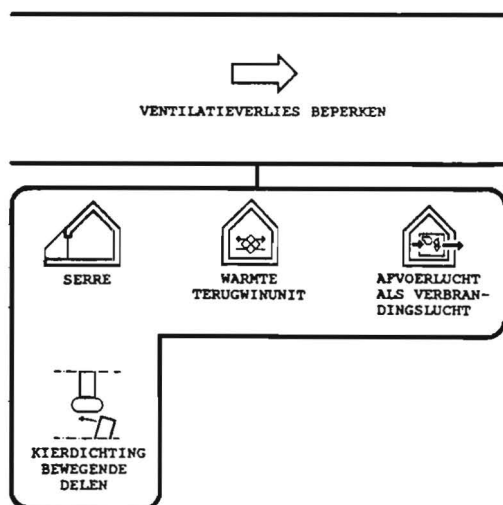 VENTILATIEVERLIES BEPERKEN
SERRE
WARMTE
TERUGWINUNIT
AFVOERLUCHT
ALS VERBRAN-
DINGSLUCHT
KIERDICHTING
BEWEGENDE
DELEN